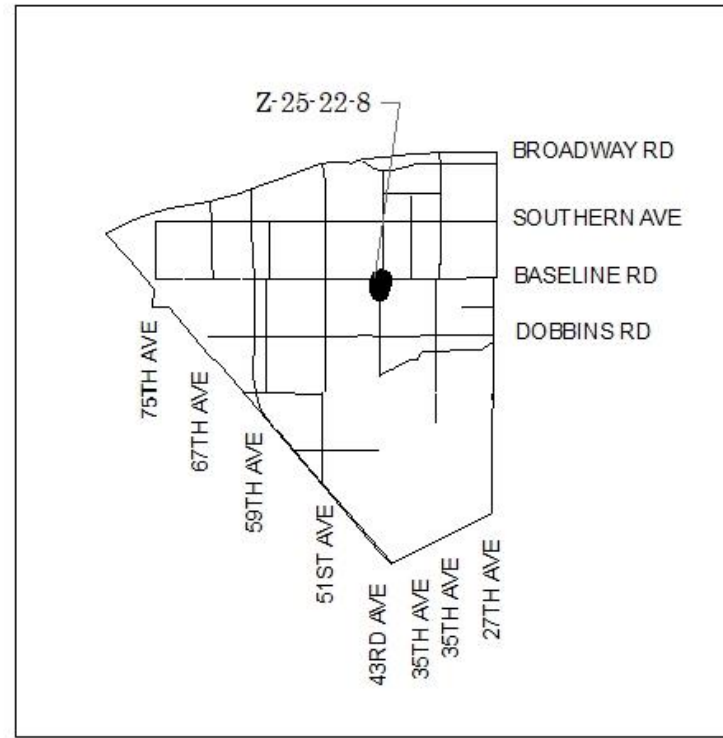 Z-25-22-8
BROADWAY RD
SOUTHERN AVE
BASELINE RD
DOBBINS RD
75TH AVE
67TH AVE
59TH AVE
51ST AVE
43RD AVE
35TH AVE
35TH AVE
27TH AVE